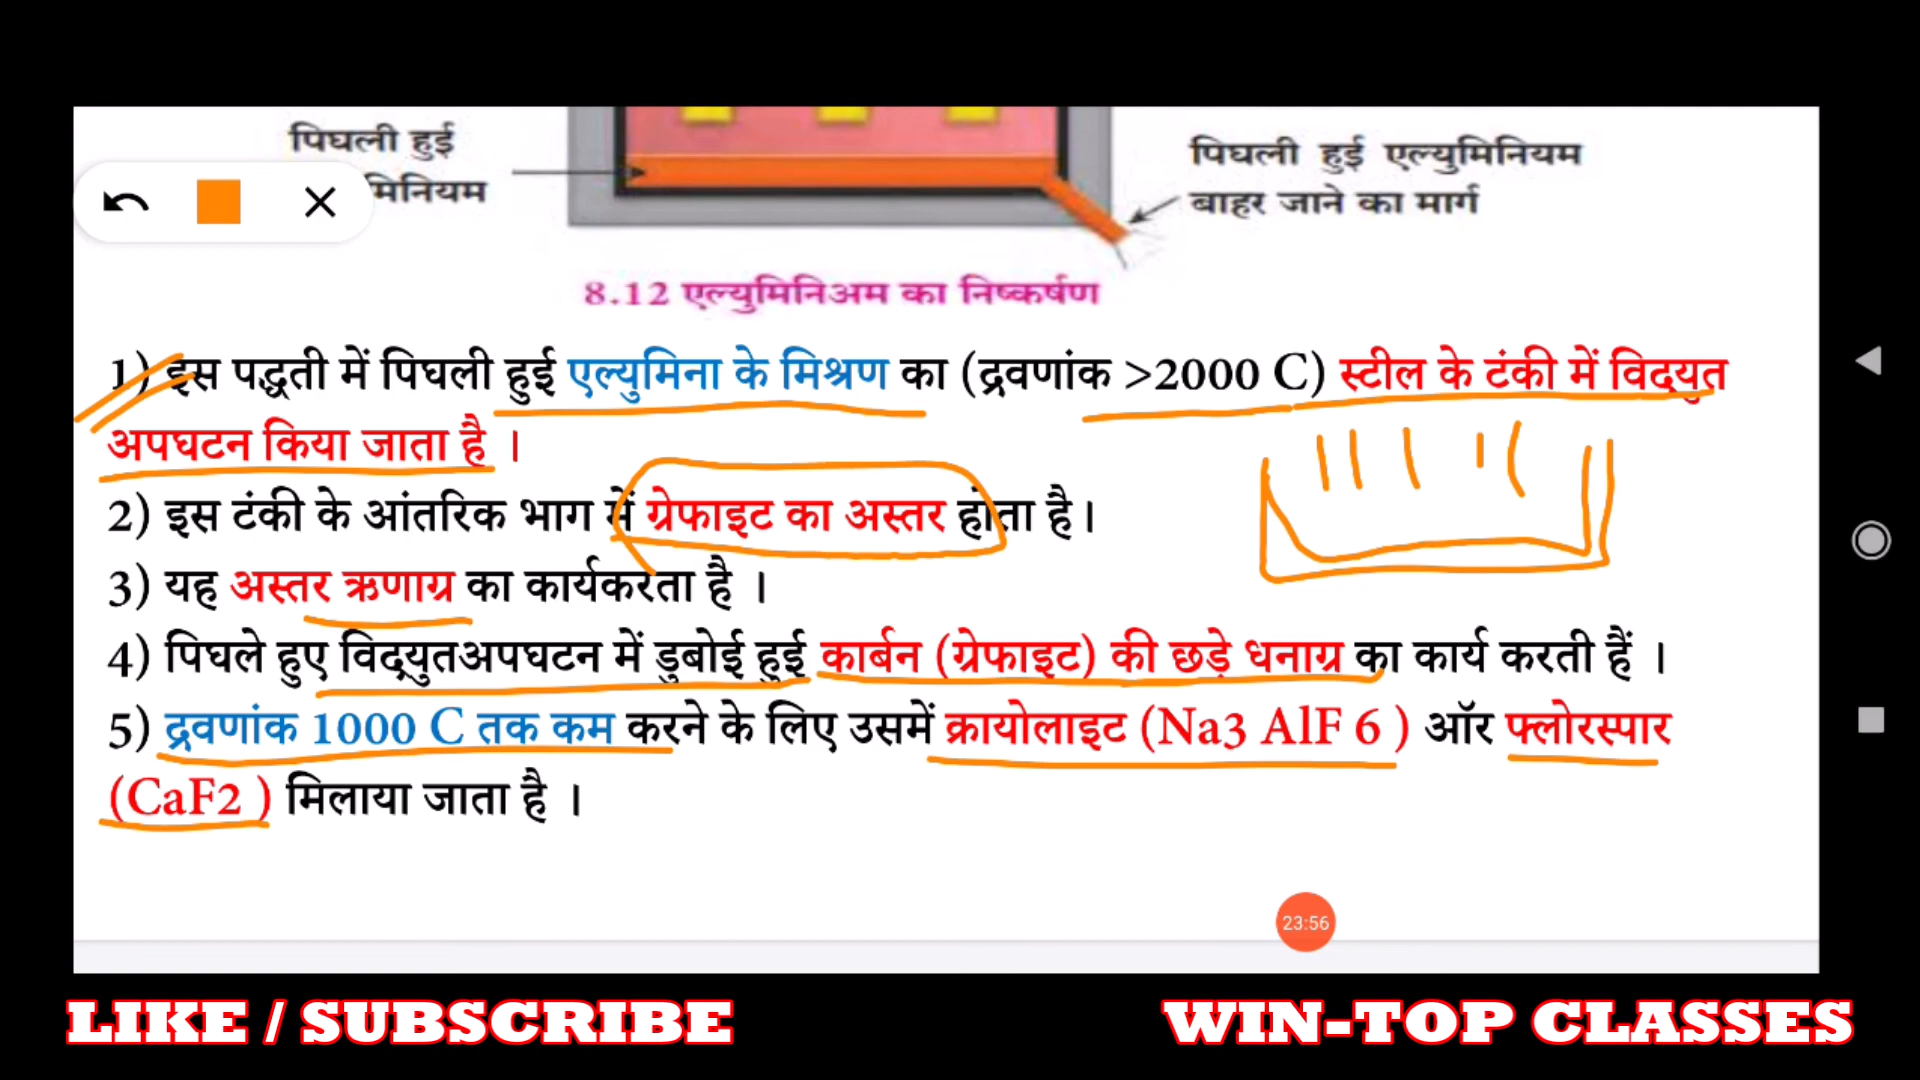 पिघली हुई
मिनियम
पिघली हुई एल्युमिनियम
बाहर जाने का मार्ग
8.12 एल्युमिनिअम का निष्कर्षण
1) इस पद्धती में पिघली हुई एल्युमिना के मिश्रण का (द्रवणांक >2000 C) स्टील के टंकी में विद्युत
अपघटन किया जाता है ।
2) इस टंकी के आंतरिक भाग में ग्रेफाइट का अस्तर होता है।
3) यह अस्तर ऋणाग्र का कार्यकरता है ।
4) पिघले हुए विद्युतअपघटन में डुबोई हुई कार्बन (ग्रेफाइट) की छड़े धनाग्र का कार्य करती हैं ।
5) द्रवणांक 1000 C तक कम करने के लिए उसमें क्रायोलाइट (Na3 AlF 6 ) ऑर फ्लोरस्पार
(CaF2 ) मिलाया जाता है ।
23:56
LIKE / SUBSCRIBE
WIN-TOP CLASSES